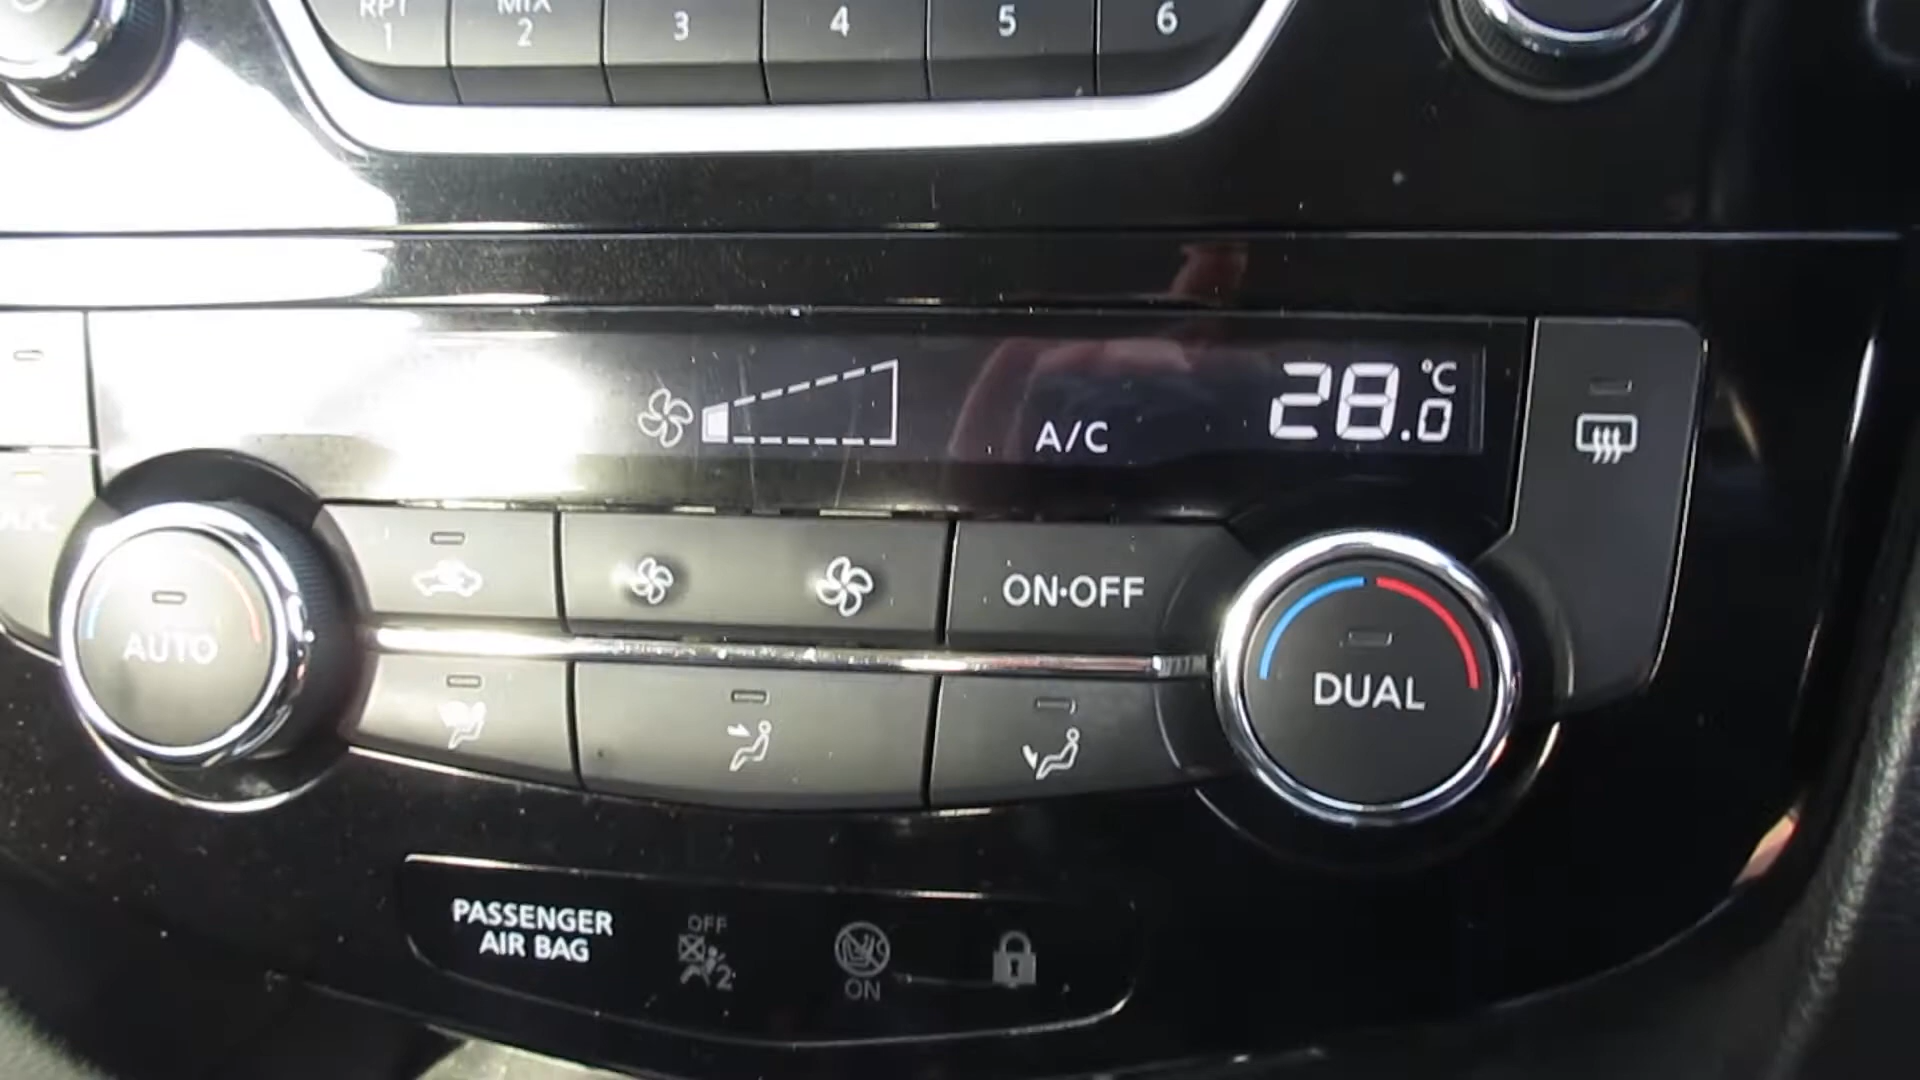 RPT
1
MIX
2
3
4
5
6
A/C
28.0
°C
A/C
AUTO
ON·OFF
DUAL
PASSENGER
AIR BAG
OFF
2
ON